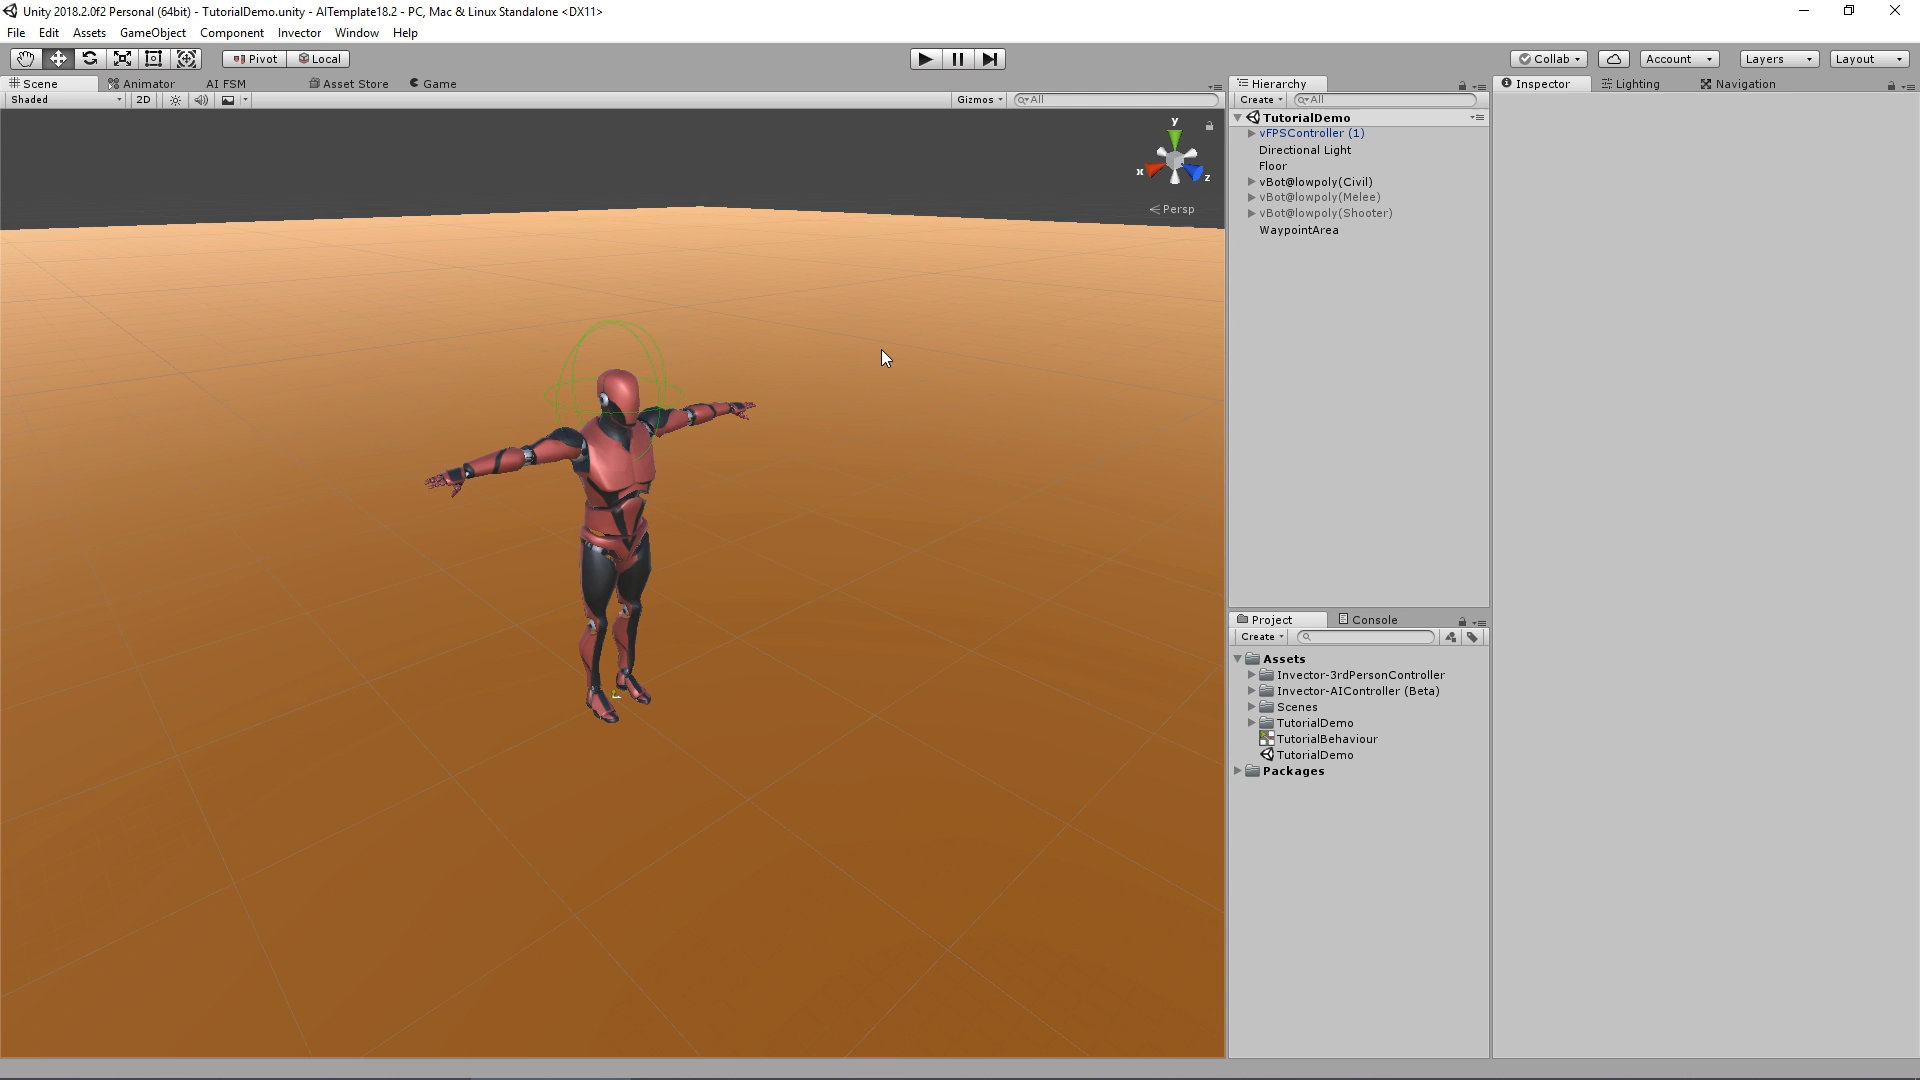 Unity 2018.2.0f2 Personal (64bit) - TutorialDemo.unity - AITemplate18.2 - PC, Mac & Linux Standalone <DX11>
File Edit Assets GameObject Component Invector Window Help
Pivot Local Collab Account Layers Layout
Scene Animator AI FSM Asset Store Game
Shaded 2D Gizmos All
y
x
z
Persp
Hierarchy
Create All
TutorialDemo
vFPSController (1)
Directional Light
Floor
vBot@lowpoly(Civil)
vBot@lowpoly(Melee)
vBot@lowpoly(Shooter)
WaypointArea
Project Console
Create
Assets
Invector-3rdPersonController
Invector-AIController (Beta)
Scenes
TutorialDemo
TutorialBehaviour
TutorialDemo
Packages
Inspector Lighting Navigation